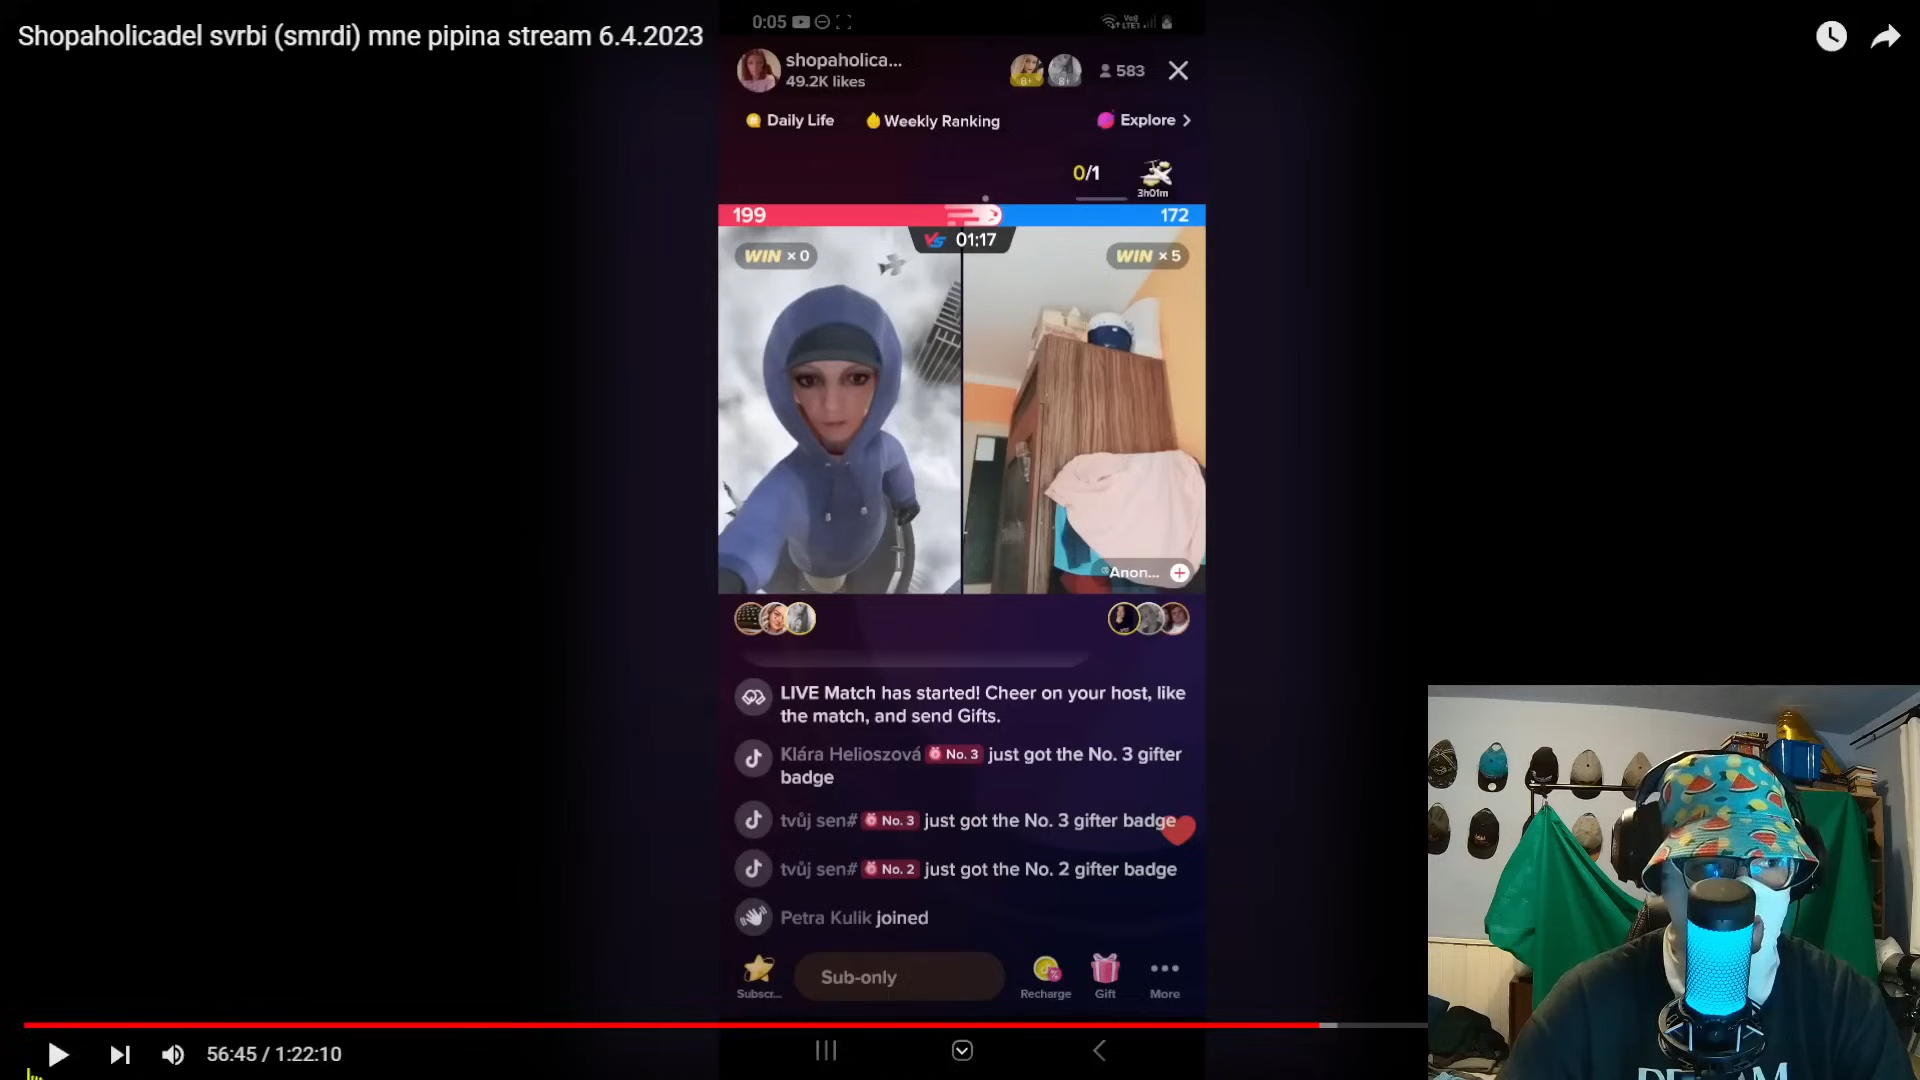 Shopaholicadel svrbi (smrdi) mne pipina stream 6.4.2023
0:05
shopaholica...
49.2K likes
583
Daily Life
Weekly Ranking
Explore
0/1
3h01m
199
172
VS 01:17
WIN × 0
WIN × 5
Anon...
LIVE Match has started! Cheer on your host, like
the match, and send Gifts.
Klára Helioszová No. 3 just got the No. 3 gifter
badge
tvůj sen# No. 3 just got the No. 3 gifter badge
tvůj sen# No. 2 just got the No. 2 gifter badge
Petra Kulik joined
Subscr...
Sub-only
Recharge
Gift
More
56:45 / 1:22:10